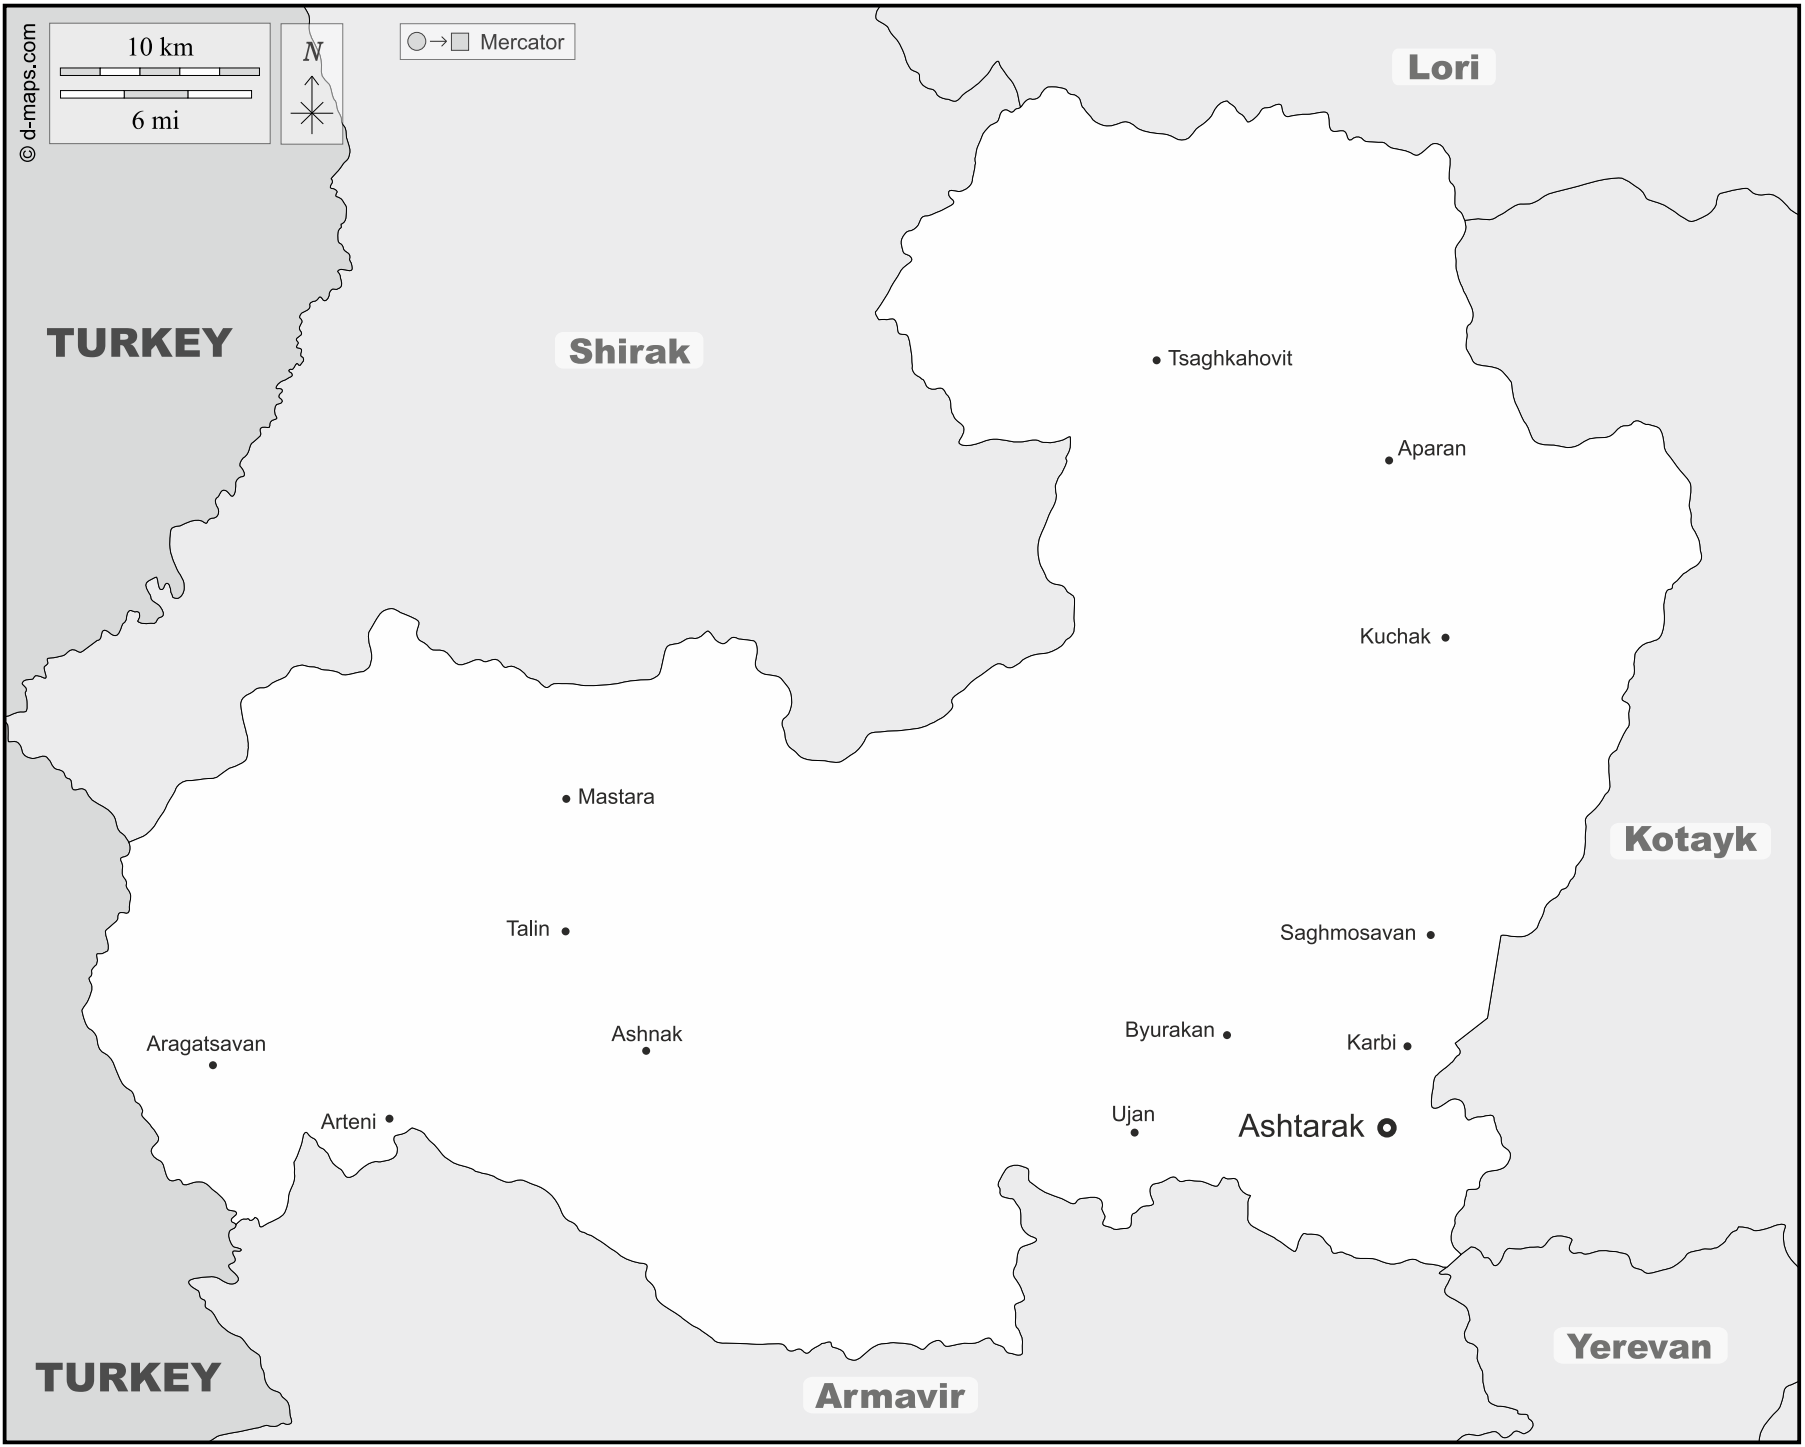 © d-maps.com
10 km
6 mi
N
Mercator
Lori
TURKEY
Shirak
Tsaghkahovit
Aparan
Kuchak
Mastara
Kotayk
Talin
Saghmosavan
Byurakan
Ashnak
Karbi
Aragatsavan
Arteni
Ujan
Ashtarak
Yerevan
TURKEY
Armavir